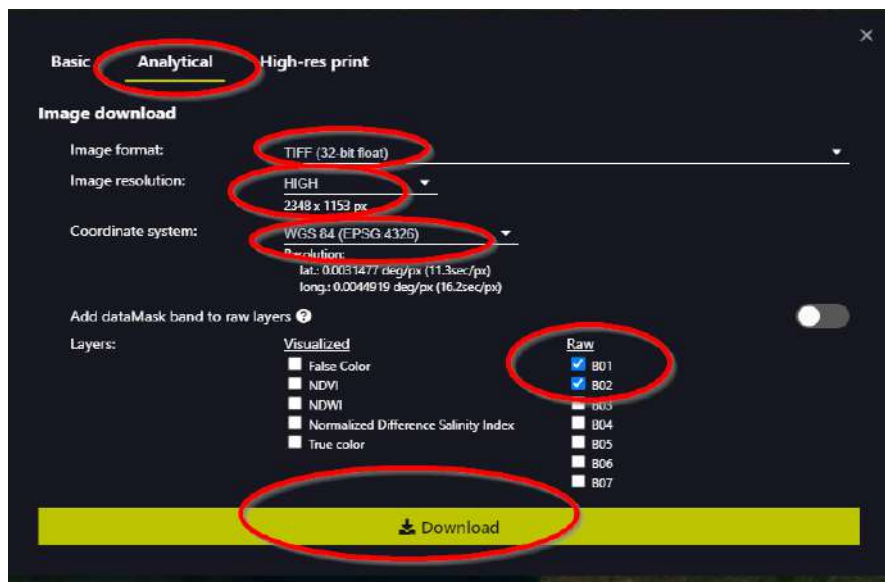 Basic Analytical High-res print
Image download
Image format: TIFF (32-bit float)
Image resolution: HIGH
2348 x 1153 px
Coordinate system: WGS 84 (EPSG 4326)
Resolution:
lat.: 0.0031477 deg/px (11.3sec/px)
long.: 0.0044919 deg/px (16.2sec/px)
Add dataMask band to raw layers
Layers: Visualized Raw
False Color B01
NDVI B02
NDWI B03
Normalized Difference Salinity Index B04
True color B05
B06
B07
Download